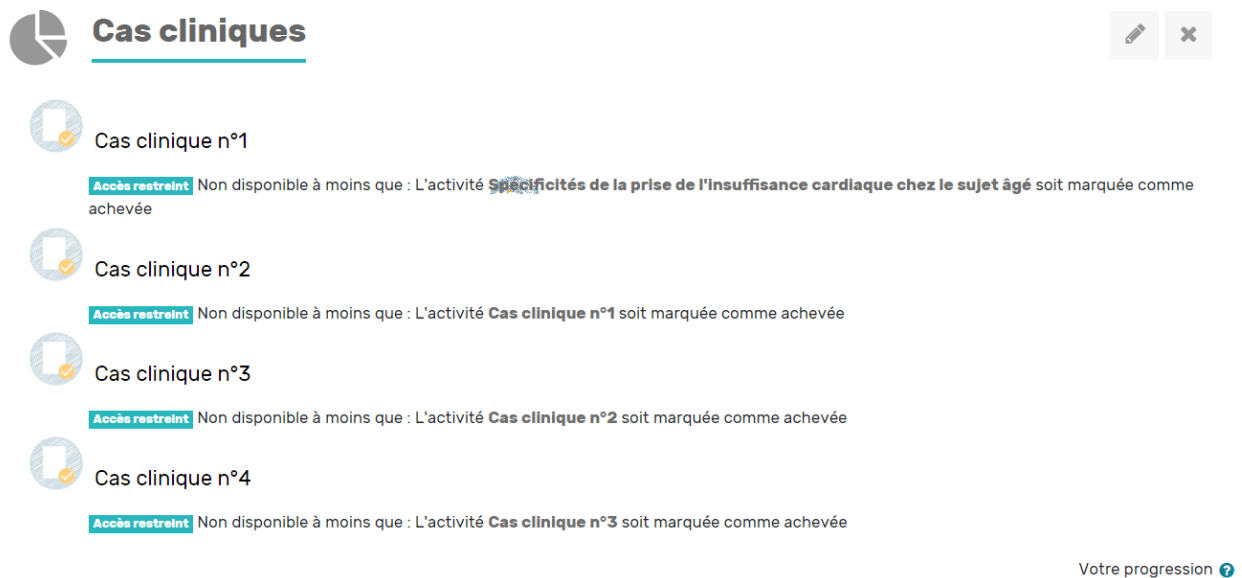 Cas cliniques
Cas clinique n°1
Accès restreint Non disponible à moins que : L'activité Spécificités de la prise de l'insuffisance cardiaque chez le sujet âgé soit marquée comme
achevée
Cas clinique n°2
Accès restreint Non disponible à moins que : L'activité Cas clinique n°1 soit marquée comme achevée
Cas clinique n°3
Accès restreint Non disponible à moins que : L'activité Cas clinique n°2 soit marquée comme achevée
Cas clinique n°4
Accès restreint Non disponible à moins que : L'activité Cas clinique n°3 soit marquée comme achevée
Votre progression